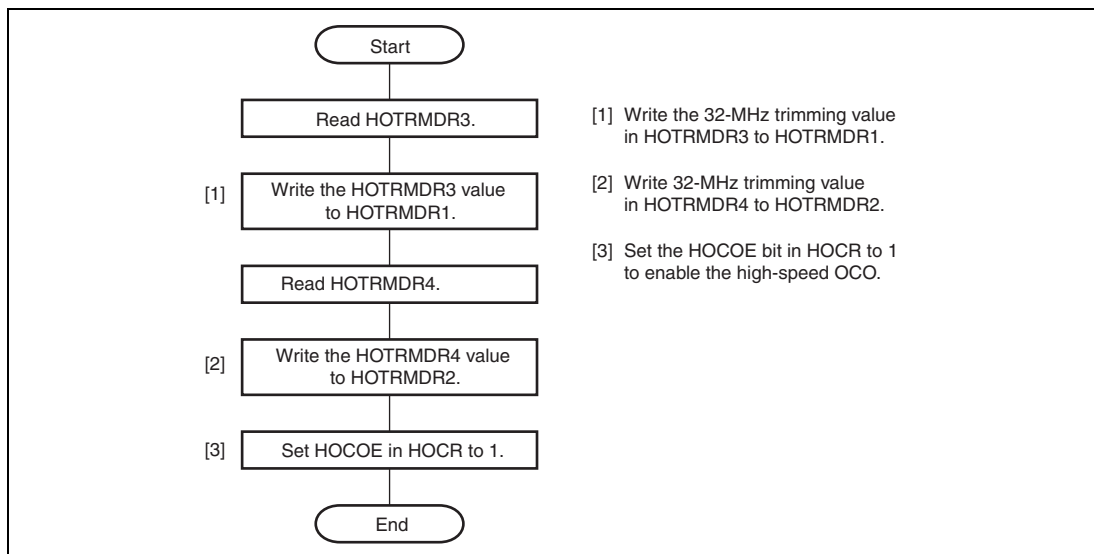 Start
Read HOTRMDR3.
[1]
Write the HOTRMDR3 value
to HOTRMDR1.
Read HOTRMDR4.
[2]
Write the HOTRMDR4 value
to HOTRMDR2.
[3]
Set HOCOE in HOCR to 1.
End
[1] Write the 32-MHz trimming value
in HOTRMDR3 to HOTRMDR1.
[2] Write 32-MHz trimming value
in HOTRMDR4 to HOTRMDR2.
[3] Set the HOCOE bit in HOCR to 1
to enable the high-speed OCO.